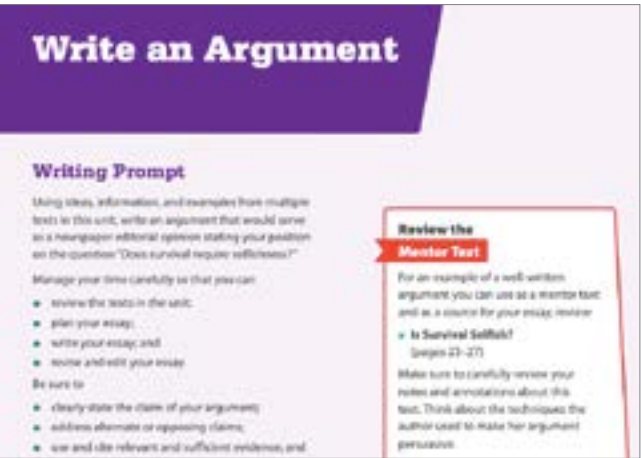 Write an Argument
Writing Prompt
Using ideas, information, and examples from multiple
texts in this unit, write an argument that would serve
as a newspaper editorial opinion stating your position
on the question "Does survival require selfishness?"
Manage your time carefully so that you can
review the texts in the unit;
plan your essay;
write your essay; and
revise and edit your essay.
Be sure to
clearly state the claim of your argument;
address alternate or opposing claims;
use and cite relevant and sufficient evidence; and
Review the
Mentor Text
For an example of a well-written
argument you can use as a mentor text
and as a source for your essay, review
Is Survival Selfish?
(pages 23–27)
Make sure to carefully review your
notes and annotations about this
text. Think about the techniques the
author used to make her argument
persuasive.